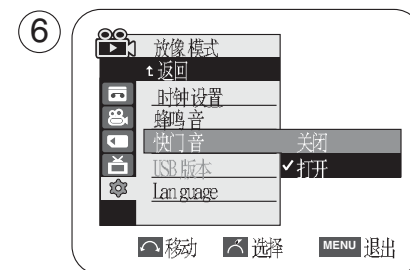 6
放像模式
返回
时钟设置
蜂鸣音
快门音 关闭
USB 版本 ✓打开
Language
移动 选择 MENU 退出